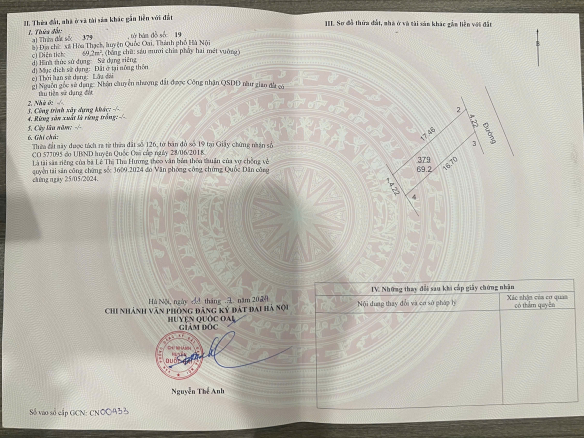 II. Thửa đất, nhà ở và tài sản khác gắn liền với đất
1. Thửa đất:
a) Thửa đất số: 379 , tờ bản đồ số: 19
b) Địa chỉ: xã Hòa Thạch, huyện Quốc Oai, Thành phố Hà Nội
c) Diện tích: 69,2m², (bằng chữ: sáu mươi chín phẩy hai mét vuông)
d) Hình thức sử dụng: Sử dụng riêng
đ) Mục đích sử dụng: Đất ở tại nông thôn
e) Thời hạn sử dụng: Lâu dài
g) Nguồn gốc sử dụng: Nhận chuyển nhượng đất được Công nhận QSDĐ như giao đất có
thu tiền sử dụng đất
2. Nhà ở: -/-
3. Công trình xây dựng khác: -/-
4. Rừng sản xuất là rừng trồng: -/-
5. Cây lâu năm: -/-
6. Ghi chú:
Thửa đất này được tách ra từ thửa đất số 126, tờ bản đồ số 19 tại Giấy chứng nhận số
CO 577095 do UBND huyện Quốc Oai cấp ngày 28/06/2018.
Là tài sản riêng của bà Lê Thị Thu Hương theo văn bản thỏa thuận của vợ chồng về
quyền tài sản công chứng số: 3609.2024 do Văn phòng công chứng Quốc Dân công
chứng ngày 25/05/2024.
Hà Nội, ngày tháng năm 2024
CHI NHÁNH VĂN PHÒNG ĐĂNG KÝ ĐẤT ĐAI HÀ NỘI
HUYỆN QUỐC OAI
GIÁM ĐỐC
CHI NHÁNH
HUYỆN
QUỐC OAI
Nguyễn Thế Anh
Số vào sổ cấp GCN: CN00433
III. Sơ đồ thửa đất, nhà ở và tài sản khác gắn liền với đất
B
2
17.46
4.22
Đường
3
379
69.2
16.70
4.22
4
IV. Những thay đổi sau khi cấp giấy chứng nhận
Nội dung thay đổi và cơ sở pháp lý
Xác nhận của cơ quan
có thẩm quyền